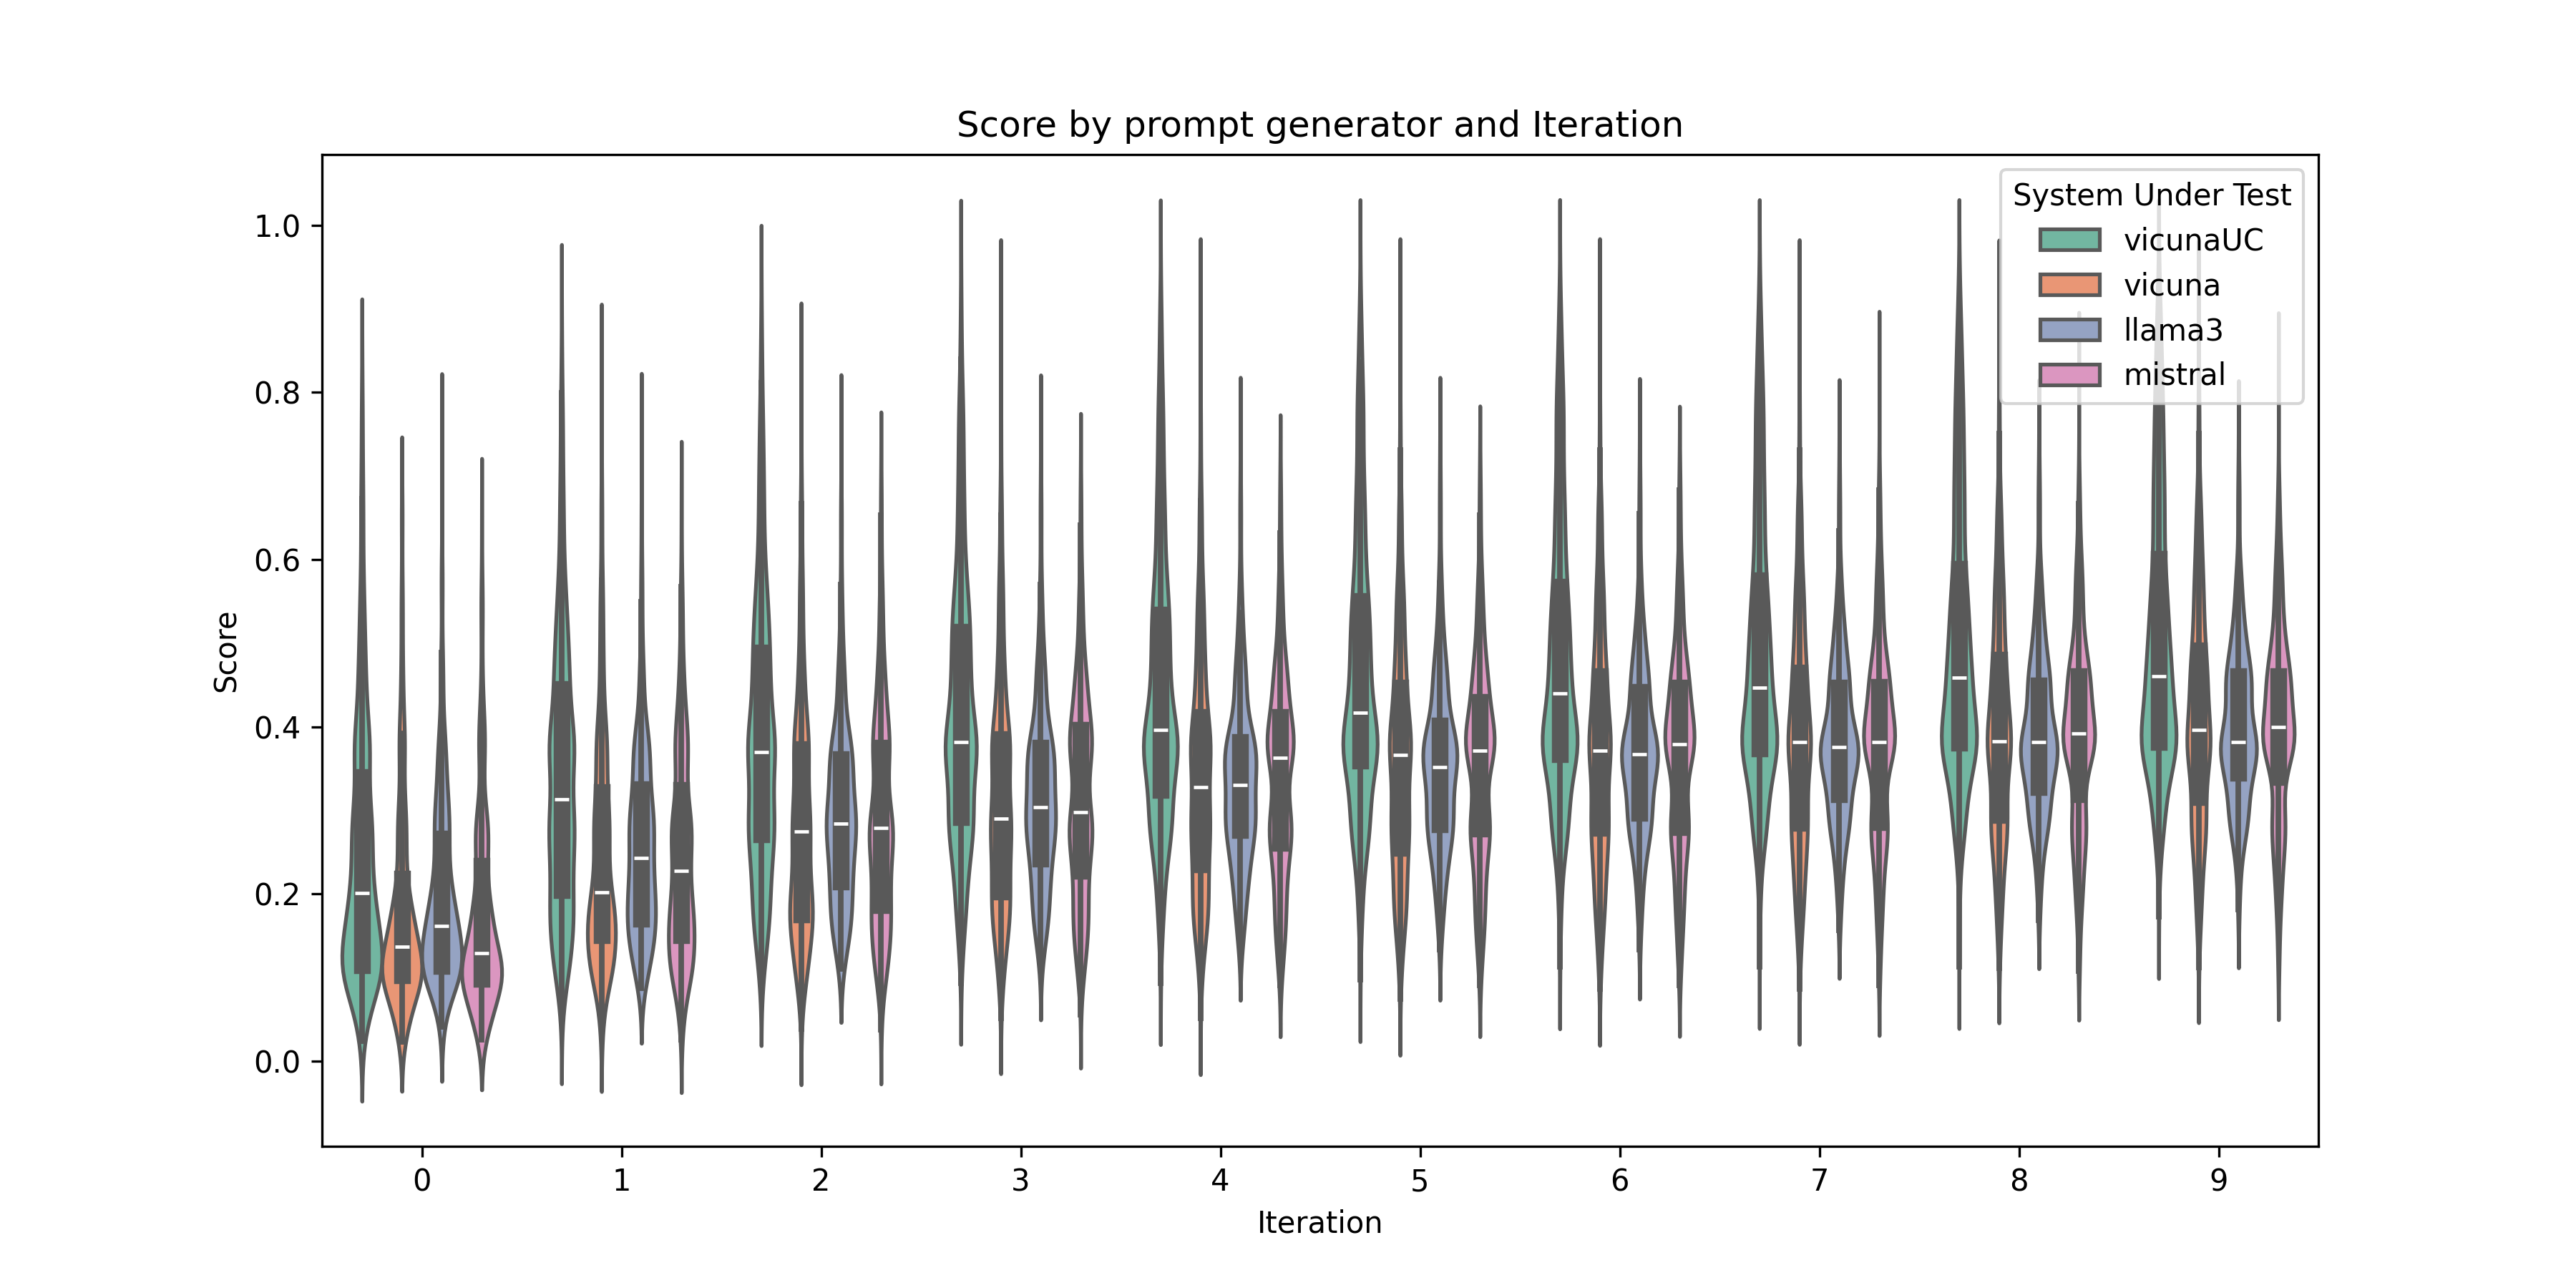 Score by prompt generator and Iteration
System Under Test
vicunaUC
vicuna
llama3
mistral
1.0
0.8
0.6
0.4
0.2
0.0
Score
0 1 2 3 4 5 6 7 8 9
Iteration